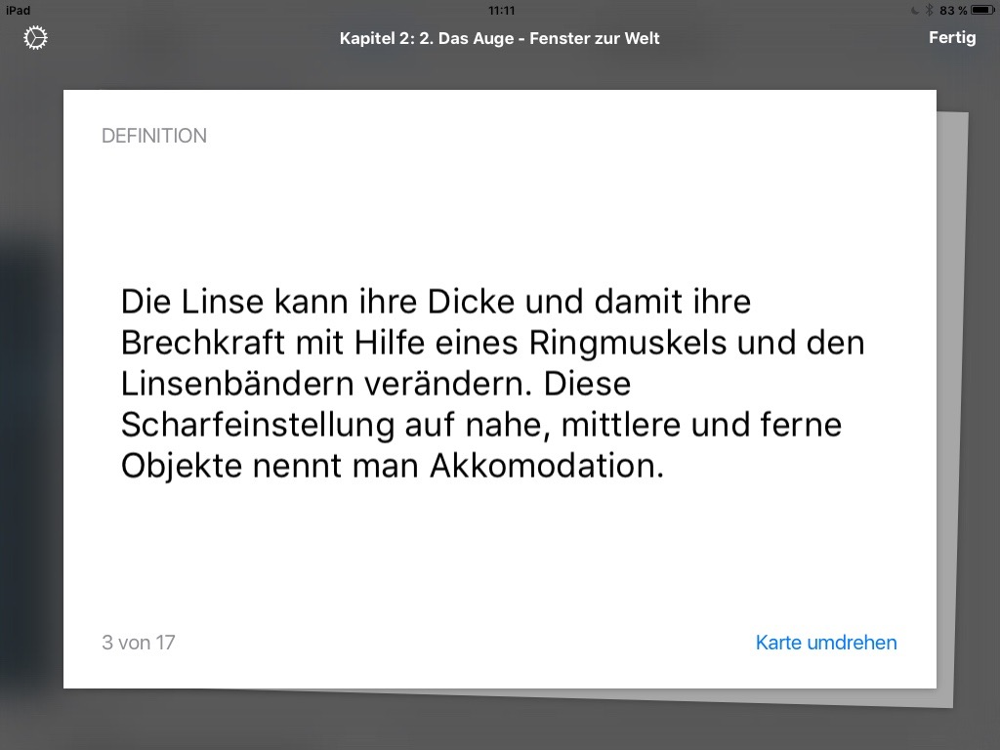 iPad
11:11
83 %
Kapitel 2: 2. Das Auge - Fenster zur Welt
Fertig
DEFINITION
Die Linse kann ihre Dicke und damit ihre
Brechkraft mit Hilfe eines Ringmuskels und den
Linsenbändern verändern. Diese
Scharfeinstellung auf nahe, mittlere und ferne
Objekte nennt man Akkomodation.
3 von 17
Karte umdrehen